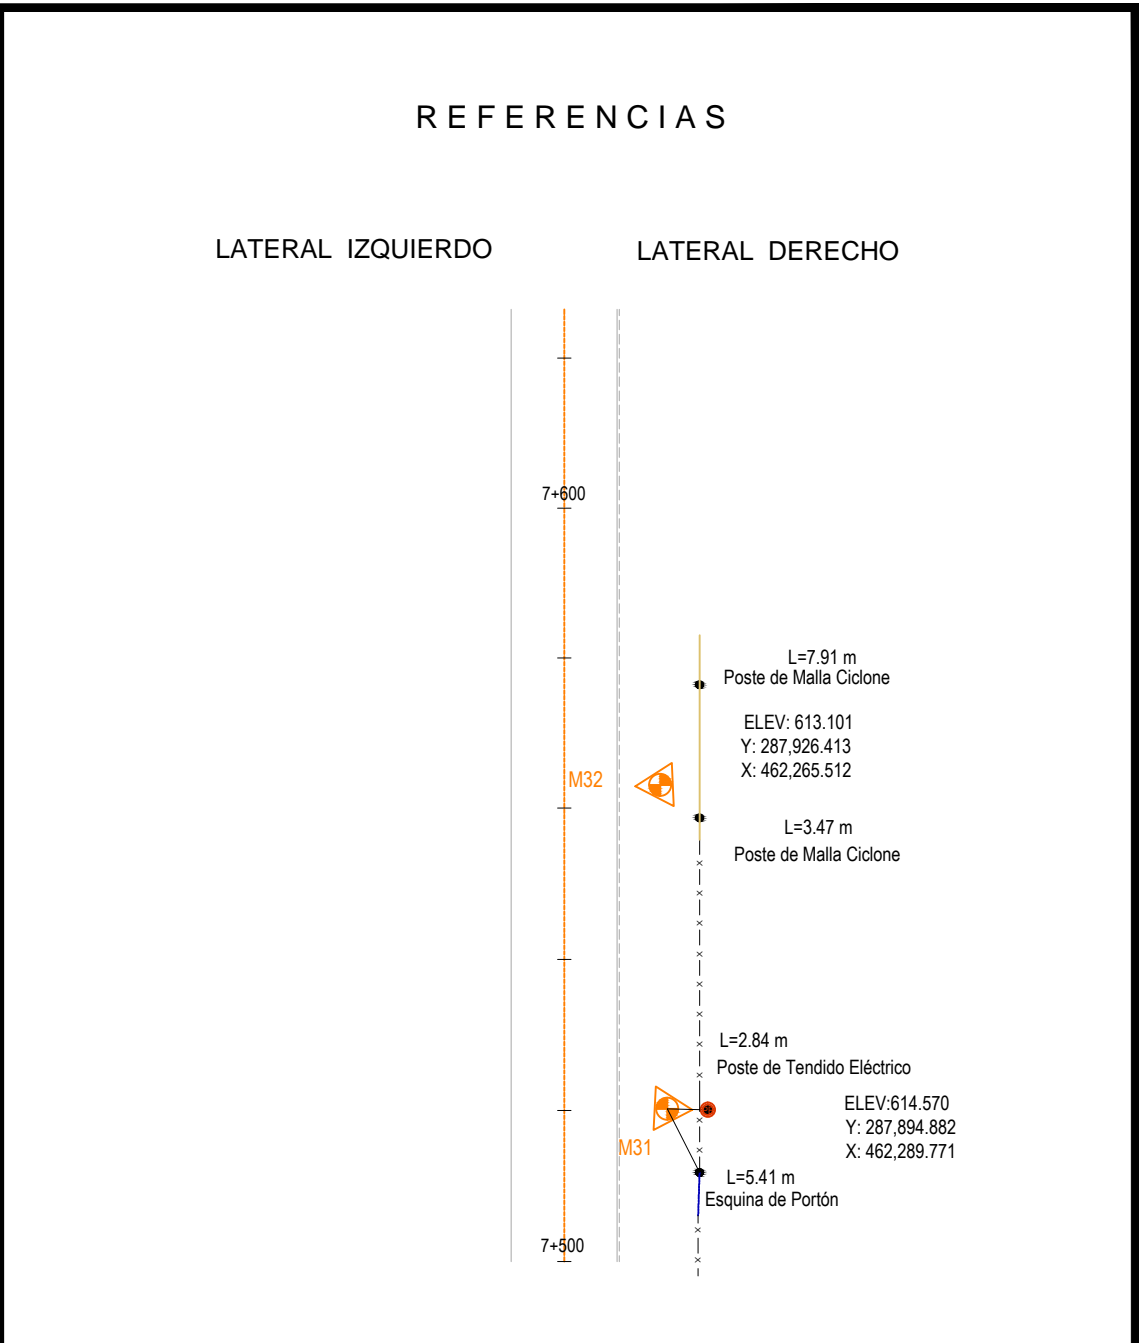 REFERENCIAS
LATERAL IZQUIERDO
LATERAL DERECHO
7+600
L=7.91 m
Poste de Malla Ciclone
ELEV: 613.101
Y: 287,926.413
X: 462,265.512
M32
L=3.47 m
Poste de Malla Ciclone
L=2.84 m
Poste de Tendido Eléctrico
ELEV:614.570
Y: 287,894.882
X: 462,289.771
M31
L=5.41 m
Esquina de Portón
7+500